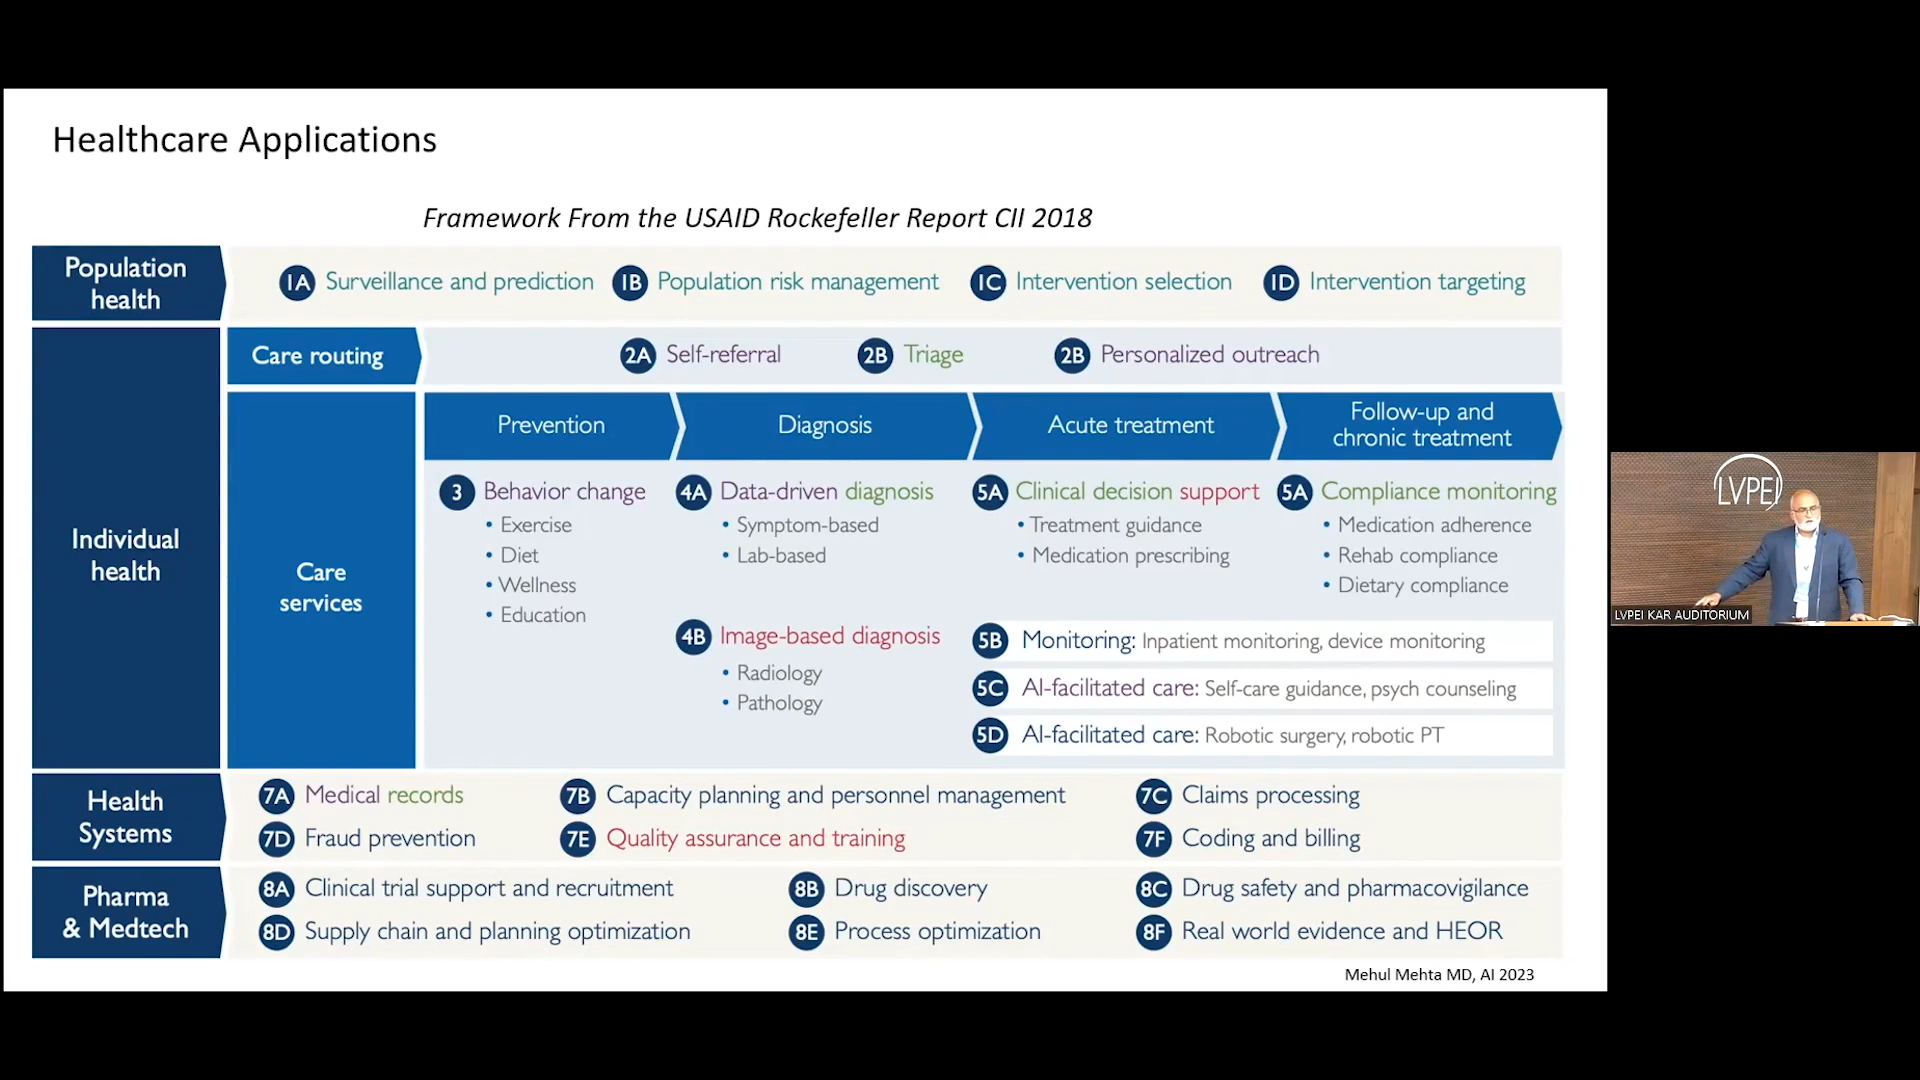 Healthcare Applications
Framework From the USAID Rockefeller Report CII 2018
Population
health
1A Surveillance and prediction
1B Population risk management
1C Intervention selection
1D Intervention targeting
Individual
health
Care routing
2A Self-referral
2B Triage
2B Personalized outreach
Care
services
Prevention
Diagnosis
Acute treatment
Follow-up and
chronic treatment
3 Behavior change
• Exercise
• Diet
• Wellness
• Education
4A Data-driven diagnosis
• Symptom-based
• Lab-based
4B Image-based diagnosis
• Radiology
• Pathology
5A Clinical decision support
• Treatment guidance
• Medication prescribing
5A Compliance monitoring
• Medication adherence
• Rehab compliance
• Dietary compliance
5B Monitoring: Inpatient monitoring, device monitoring
5C AI-facilitated care: Self-care guidance, psych counseling
5D AI-facilitated care: Robotic surgery, robotic PT
Health
Systems
7A Medical records
7B Capacity planning and personnel management
7C Claims processing
7D Fraud prevention
7E Quality assurance and training
7F Coding and billing
Pharma
& Medtech
8A Clinical trial support and recruitment
8B Drug discovery
8C Drug safety and pharmacovigilance
8D Supply chain and planning optimization
8E Process optimization
8F Real world evidence and HEOR
Mehul Mehta MD, AI 2023
LVPEI
LVPEI KAR AUDITORIUM